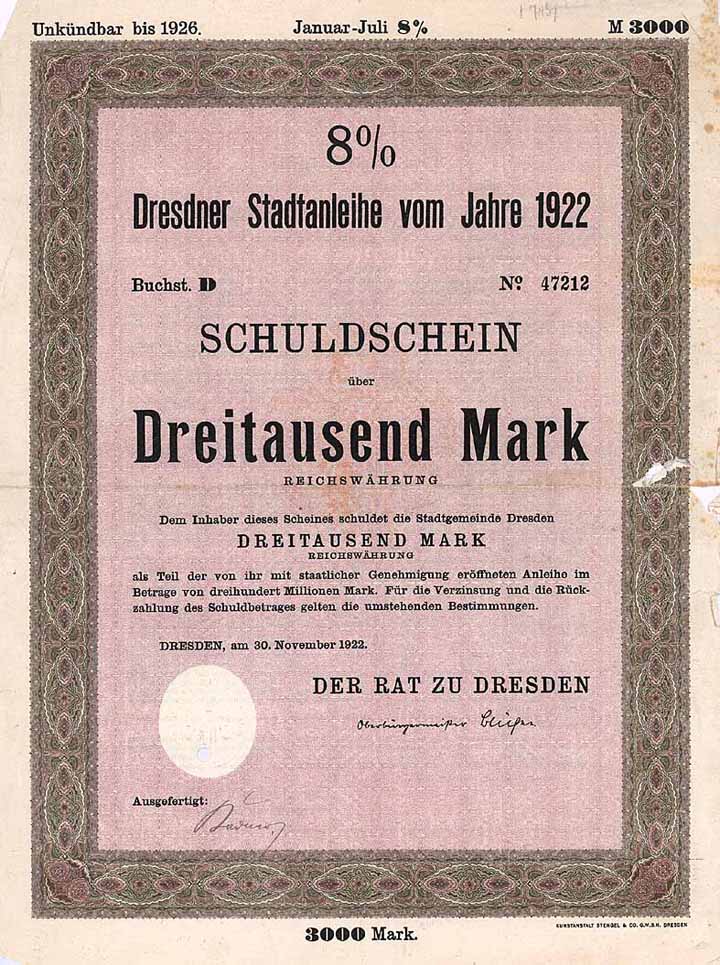 Unkündbar bis 1926.
Januar-Juli 8%
M 3000
8%
Dresdner Stadtanleihe vom Jahre 1922
Buchst. D
No. 47212
SCHULDSCHEIN
über
Dreitausend Mark
REICHSWÄHRUNG
Dem Inhaber dieses Scheines schuldet die Stadtgemeinde Dresden
DREITAUSEND MARK
REICHSWÄHRUNG
als Teil der von ihr mit staatlicher Genehmigung eröffneten Anleihe im
Betrage von dreihundert Millionen Mark. Für die Verzinsung und die Rück-
zahlung des Schuldbetrages gelten die umstehenden Bestimmungen.
DRESDEN, am 30. November 1922.
DER RAT ZU DRESDEN
Oberbürgermeister Blüher
Ausgefertigt:
3000 Mark.
KUNSTANSTALT STENGEL & CO. G.M.B.H. DRESDEN